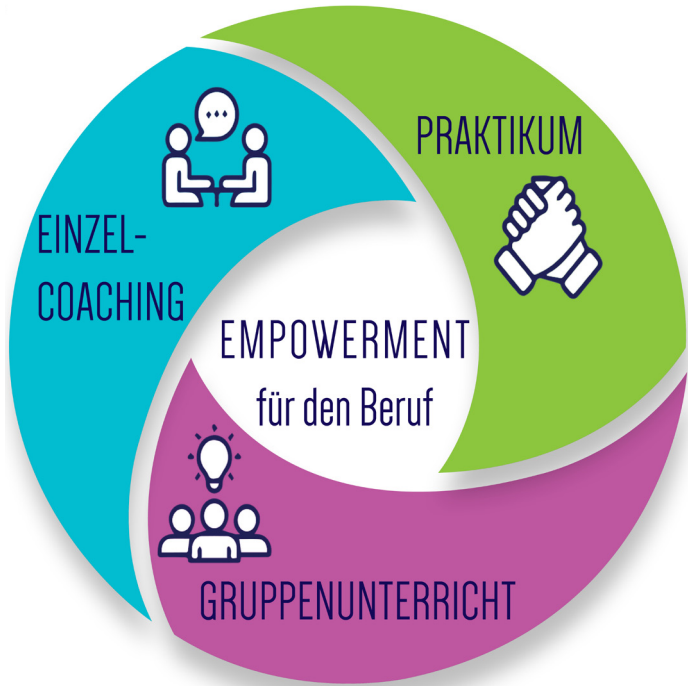 PRAKTIKUM
EINZEL-
COACHING
EMPOWERMENT
für den Beruf
GRUPPENUNTERRICHT